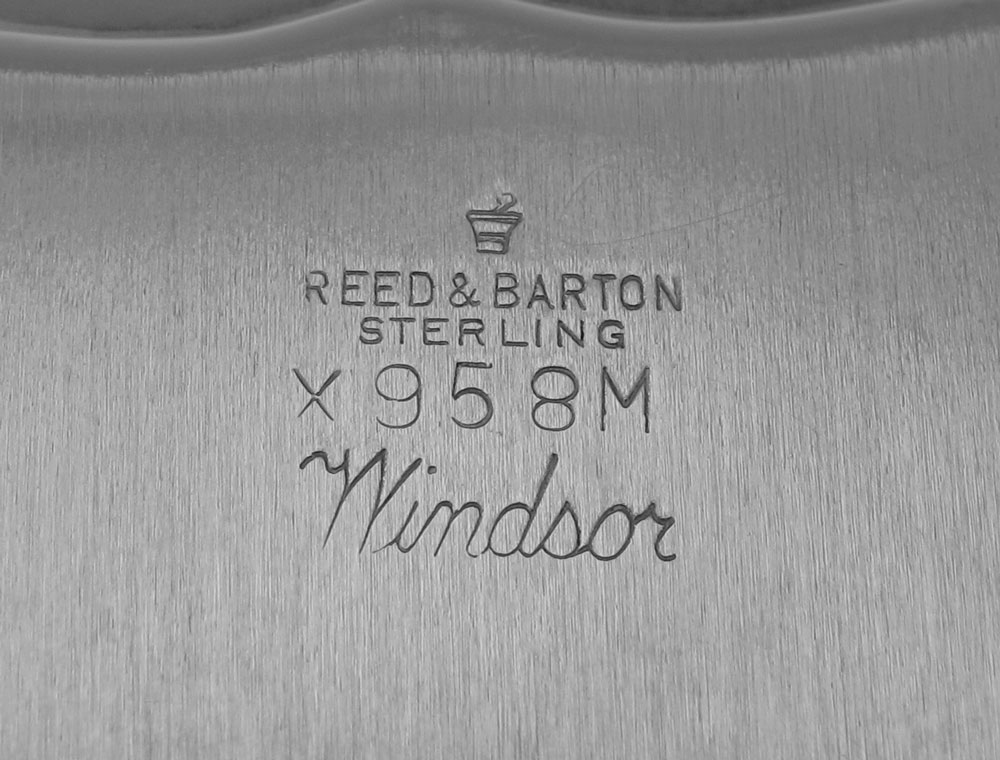 REED & BARTON
STERLING
X958M
Windsor